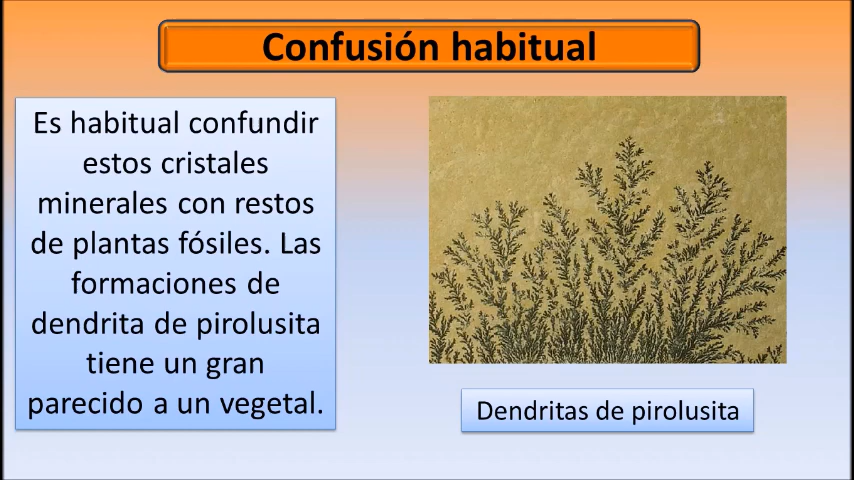 Confusión habitual
Es habitual confundir
estos cristales
minerales con restos
de plantas fósiles. Las
formaciones de
dendrita de pirolusita
tiene un gran
parecido a un vegetal.
Dendritas de pirolusita